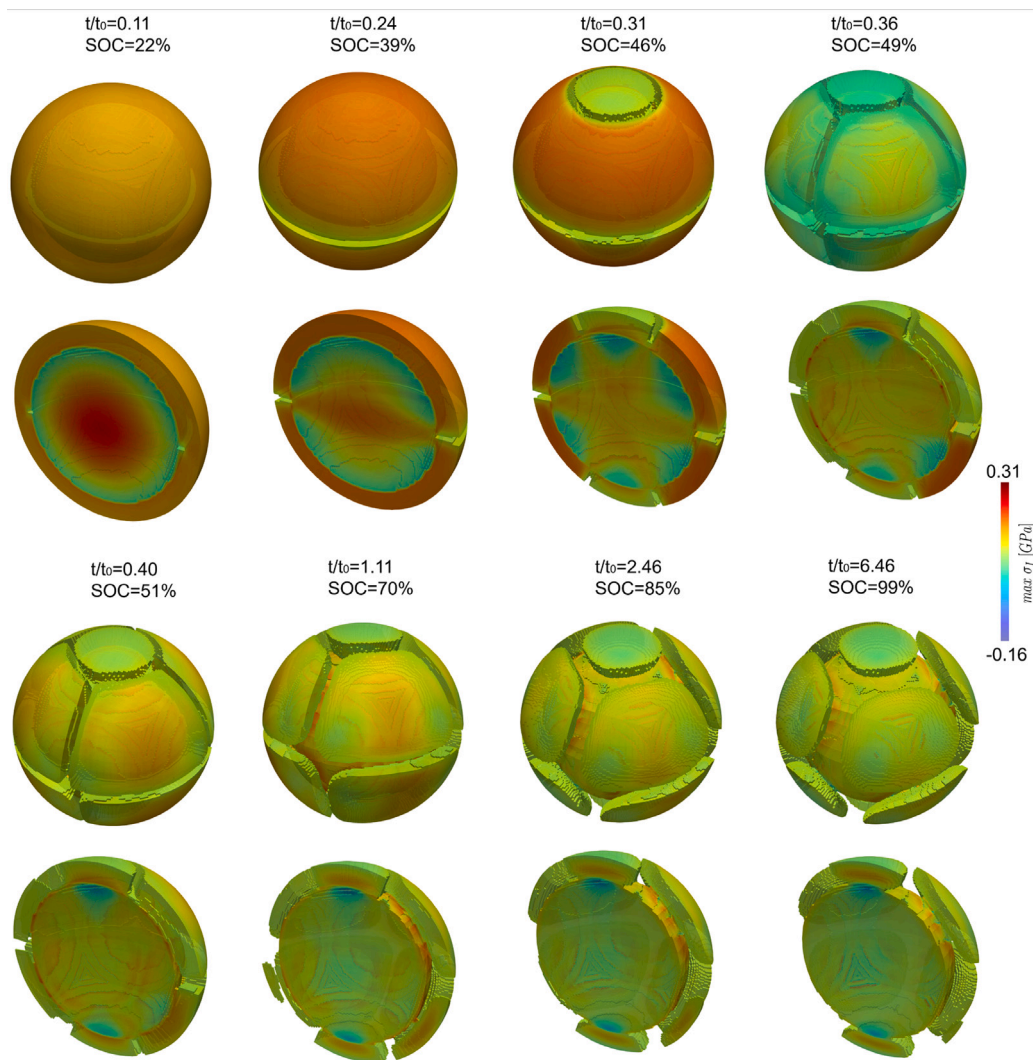 t/t₀=0.11
SOC=22%
t/t₀=0.24
SOC=39%
t/t₀=0.31
SOC=46%
t/t₀=0.36
SOC=49%
0.31
max σ_I [GPa]
-0.16
t/t₀=0.40
SOC=51%
t/t₀=1.11
SOC=70%
t/t₀=2.46
SOC=85%
t/t₀=6.46
SOC=99%